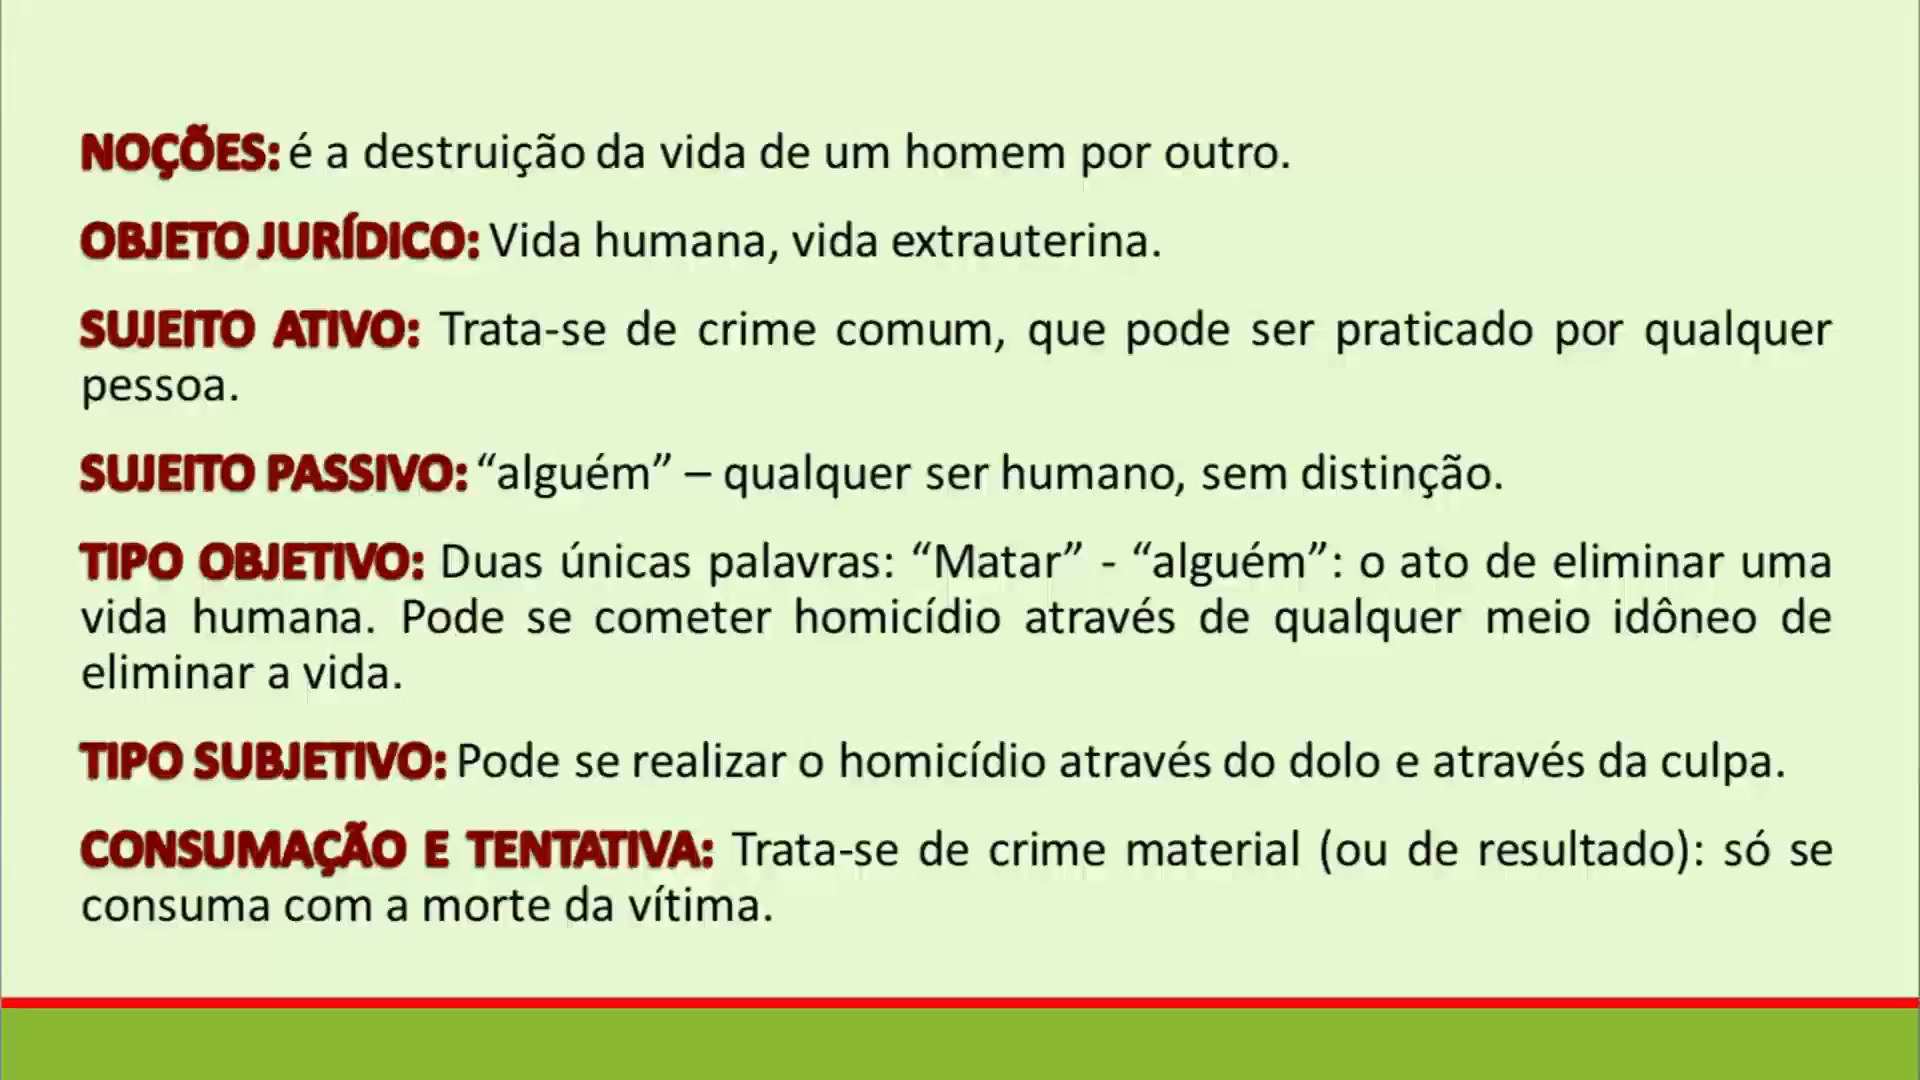 NOÇÕES: é a destruição da vida de um homem por outro.
OBJETO JURÍDICO: Vida humana, vida extrauterina.
SUJEITO ATIVO: Trata-se de crime comum, que pode ser praticado por qualquer
pessoa.
SUJEITO PASSIVO: “alguém” – qualquer ser humano, sem distinção.
TIPO OBJETIVO: Duas únicas palavras: “Matar” - “alguém”: o ato de eliminar uma
vida humana. Pode se cometer homicídio através de qualquer meio idôneo de
eliminar a vida.
TIPO SUBJETIVO: Pode se realizar o homicídio através do dolo e através da culpa.
CONSUMAÇÃO E TENTATIVA: Trata-se de crime material (ou de resultado): só se
consuma com a morte da vítima.